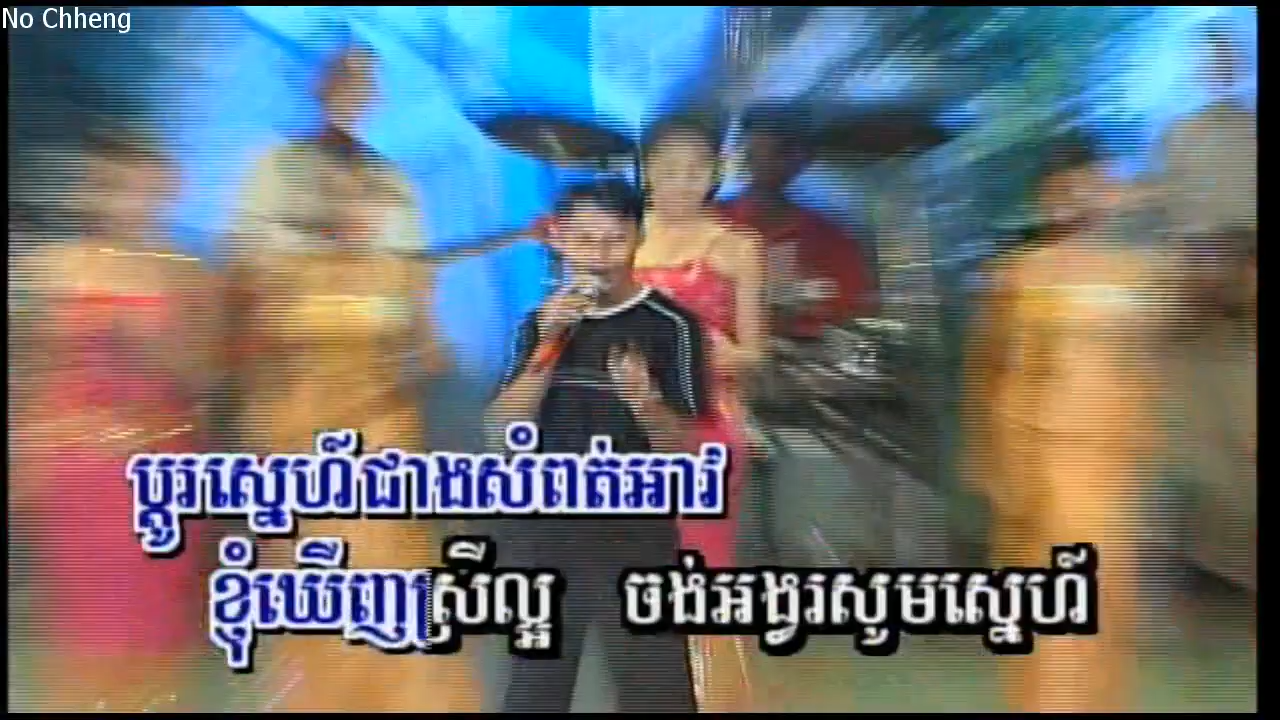 No Chheng
ប្ដូរស្នេហ៍ជាងសំពត់អាវ
ខ្ញុំឃើញស្រីល្អ ចង់អង្វរសូមស្នេហ៍